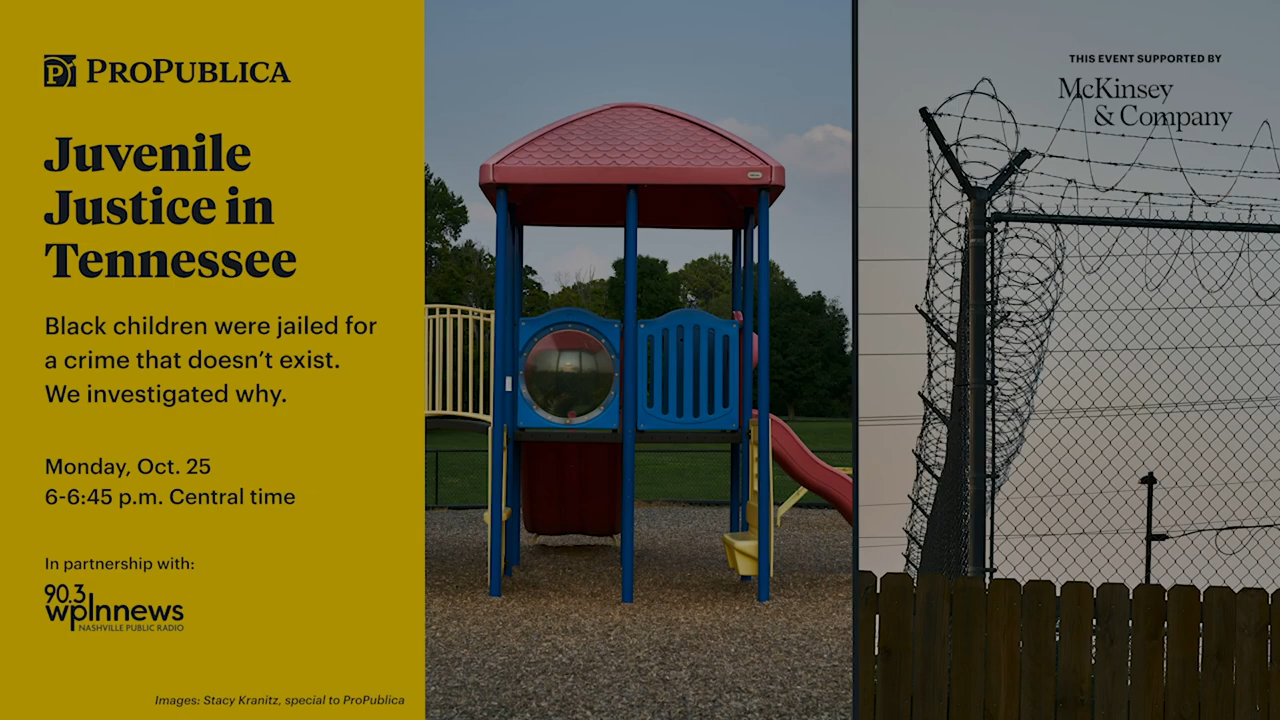 PROPUBLICA
Juvenile
Justice in
Tennessee
Black children were jailed for
a crime that doesn't exist.
We investigated why.
Monday, Oct. 25
6-6:45 p.m. Central time
In partnership with:
90.3
wplnnews
NASHVILLE PUBLIC RADIO
Images: Stacy Kranitz, special to ProPublica
THIS EVENT SUPPORTED BY
McKinsey
& Company